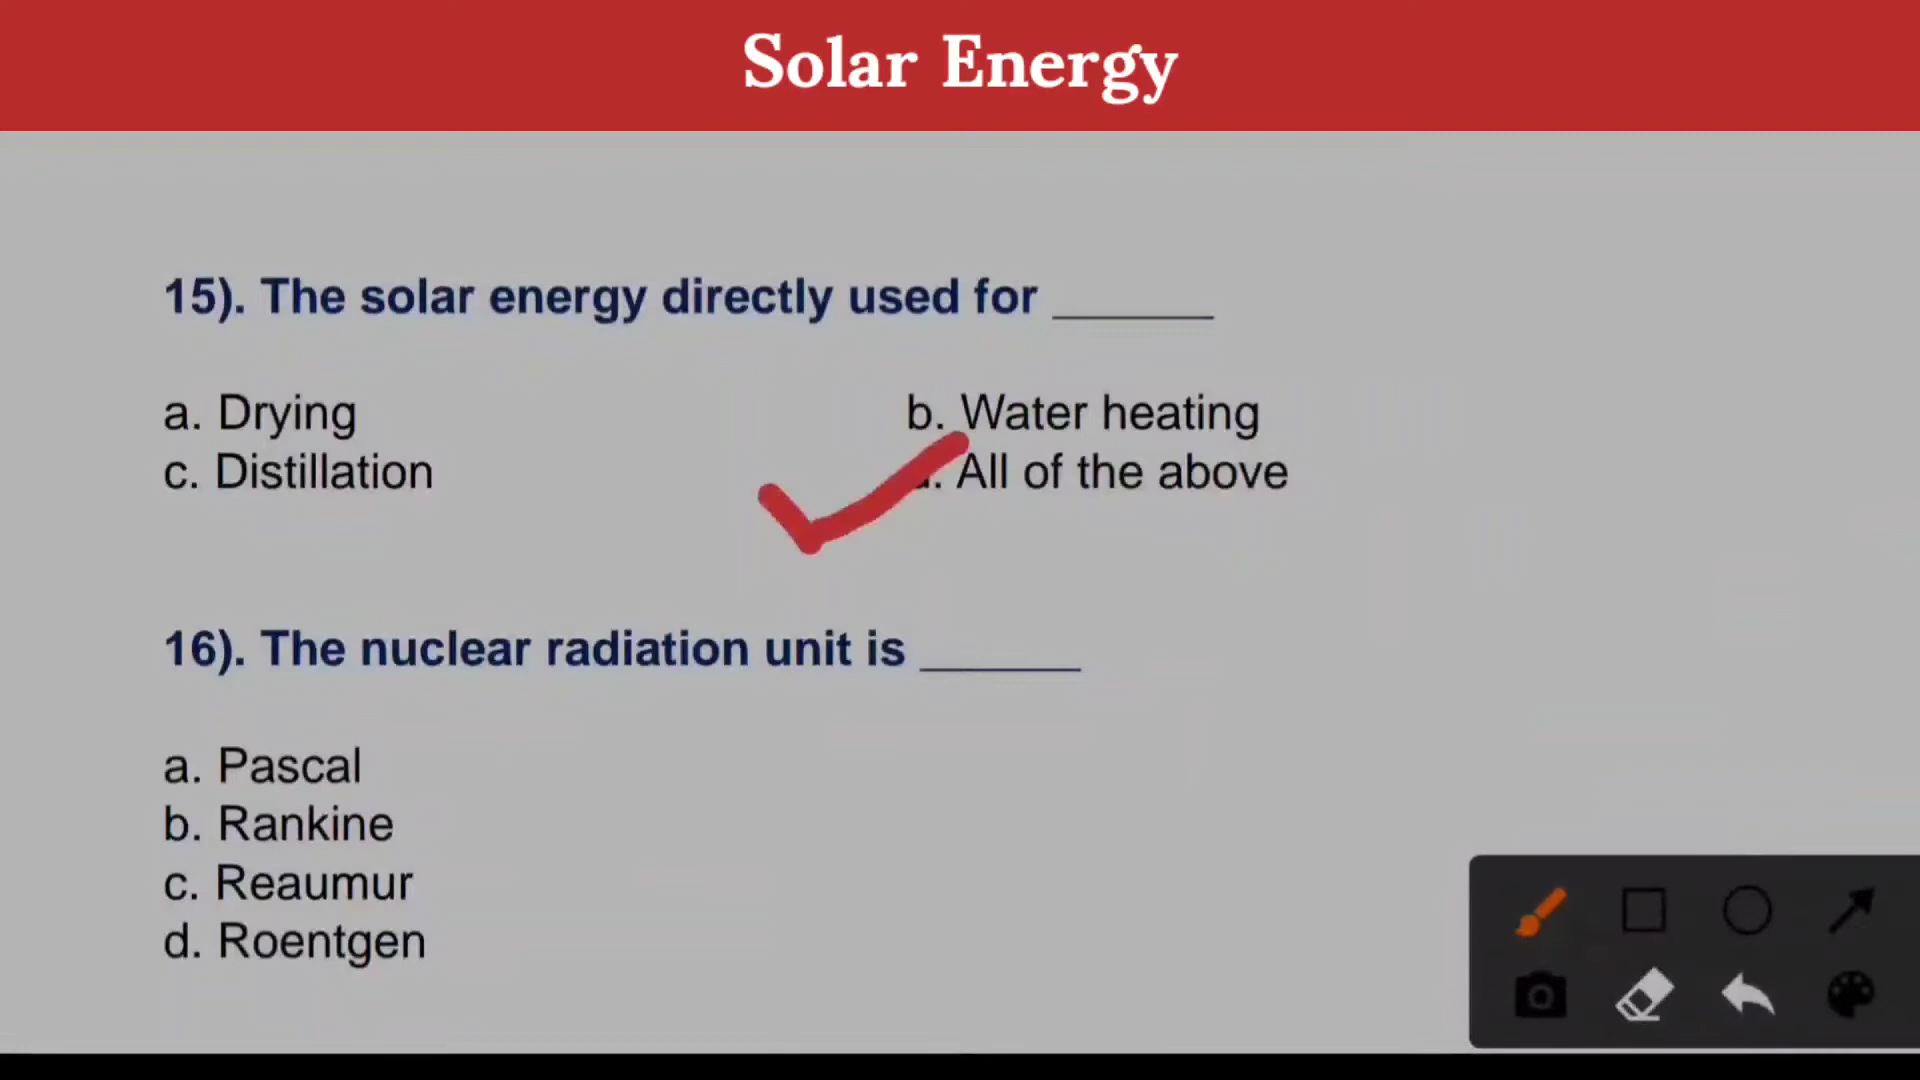 Solar Energy
15). The solar energy directly used for ______
a. Drying
b. Water heating
c. Distillation
. All of the above
16). The nuclear radiation unit is ______
a. Pascal
b. Rankine
c. Reaumur
d. Roentgen